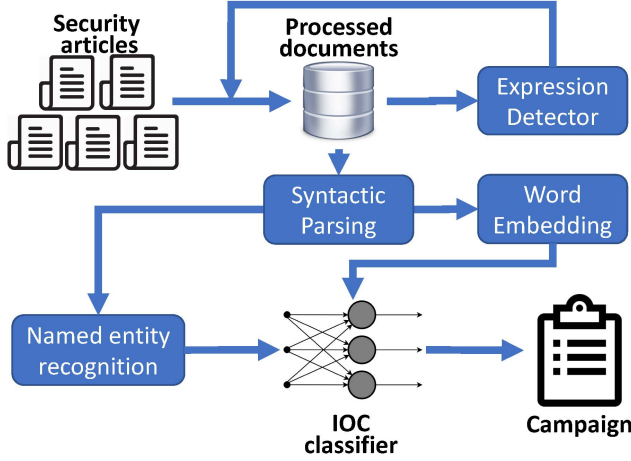 Security
articles
Processed
documents
Expression
Detector
Syntactic
Parsing
Word
Embedding
Named entity
recognition
IOC
classifier
Campaign